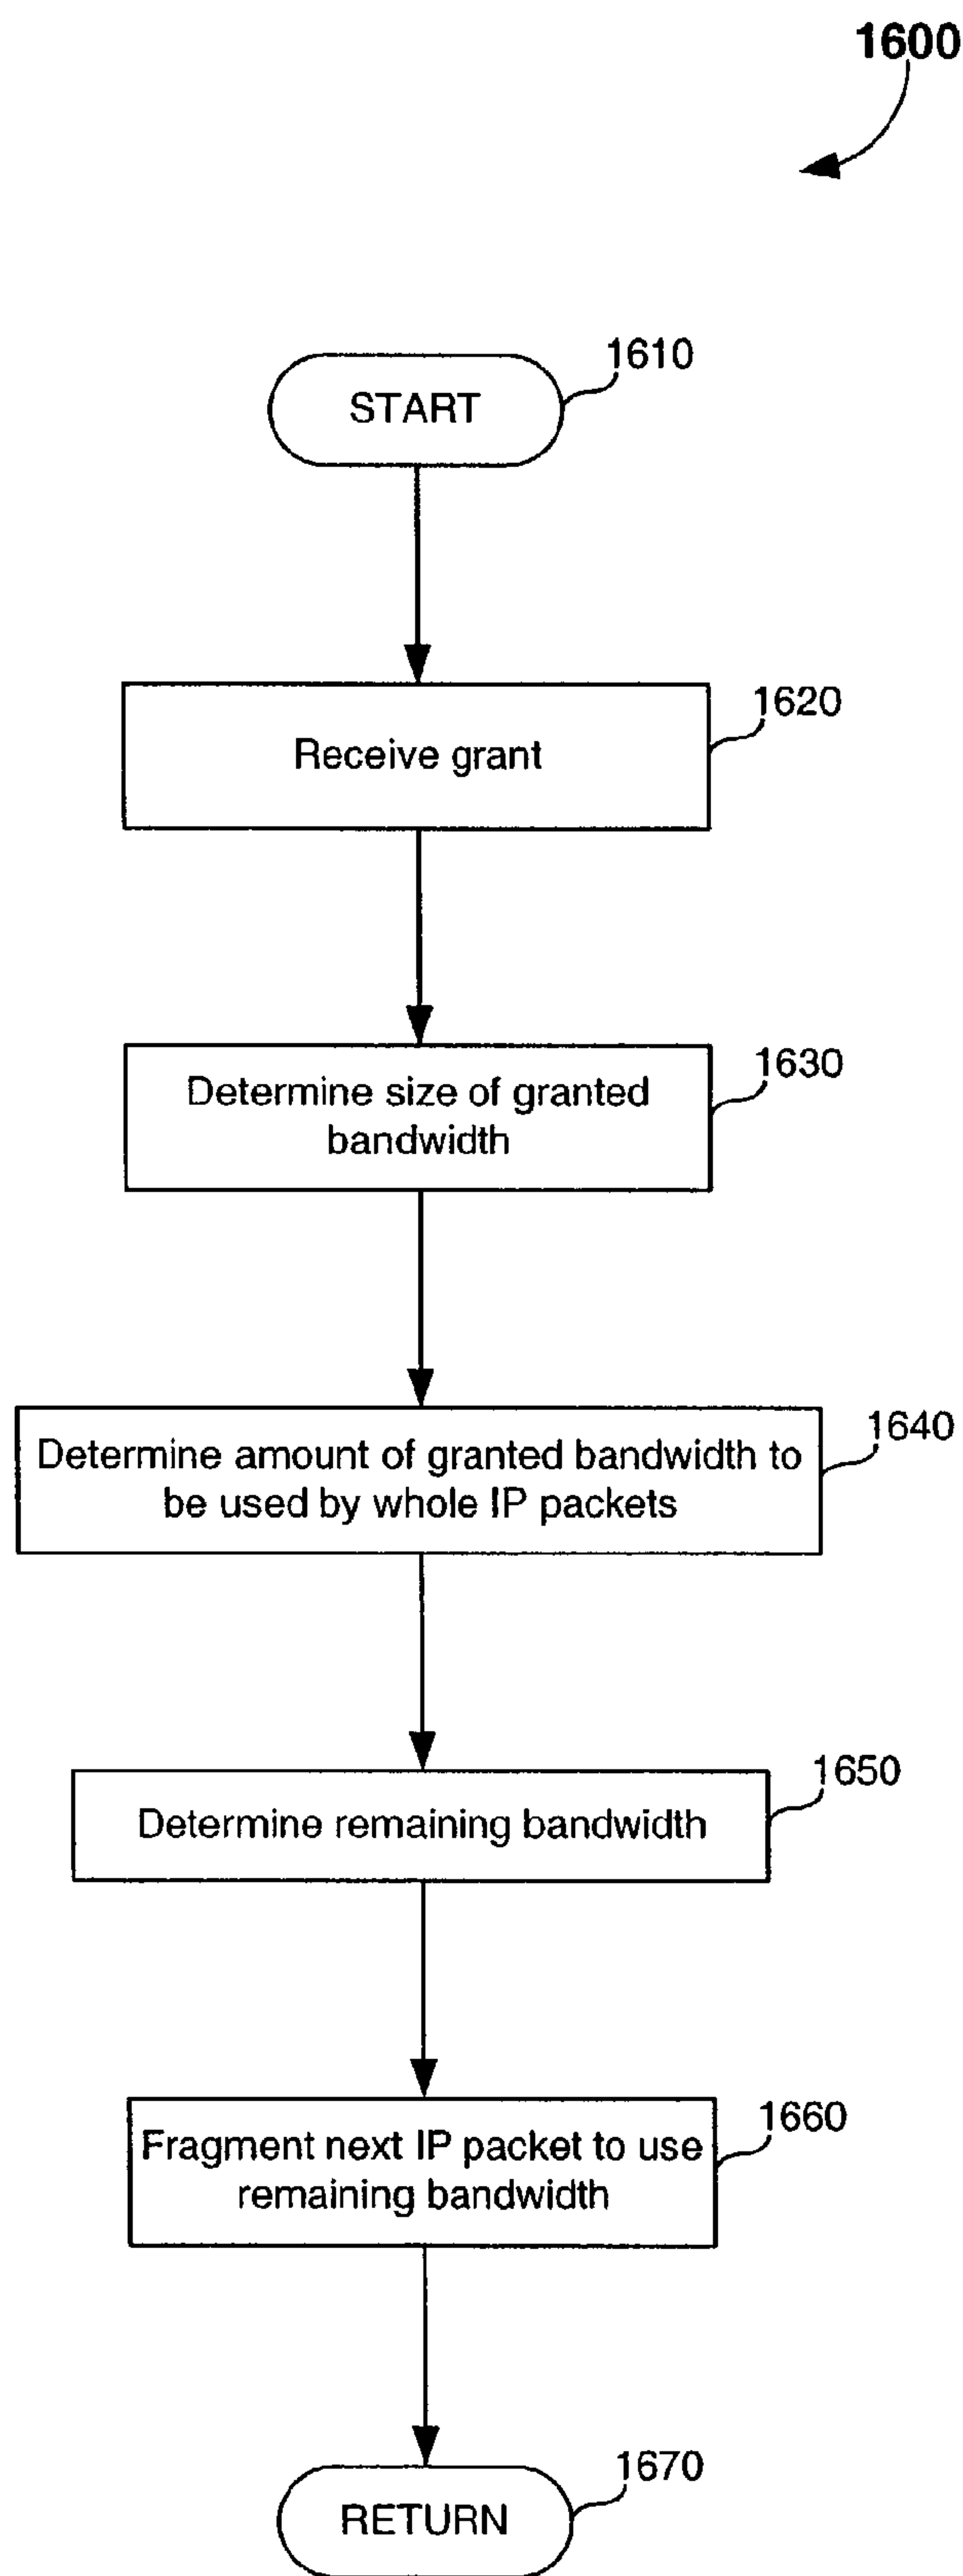 1600
1610
START
1620
Receive grant
1630
Determine size of granted
bandwidth
1640
Determine amount of granted bandwidth to
be used by whole IP packets
1650
Determine remaining bandwidth
1660
Fragment next IP packet to use
remaining bandwidth
1670
RETURN